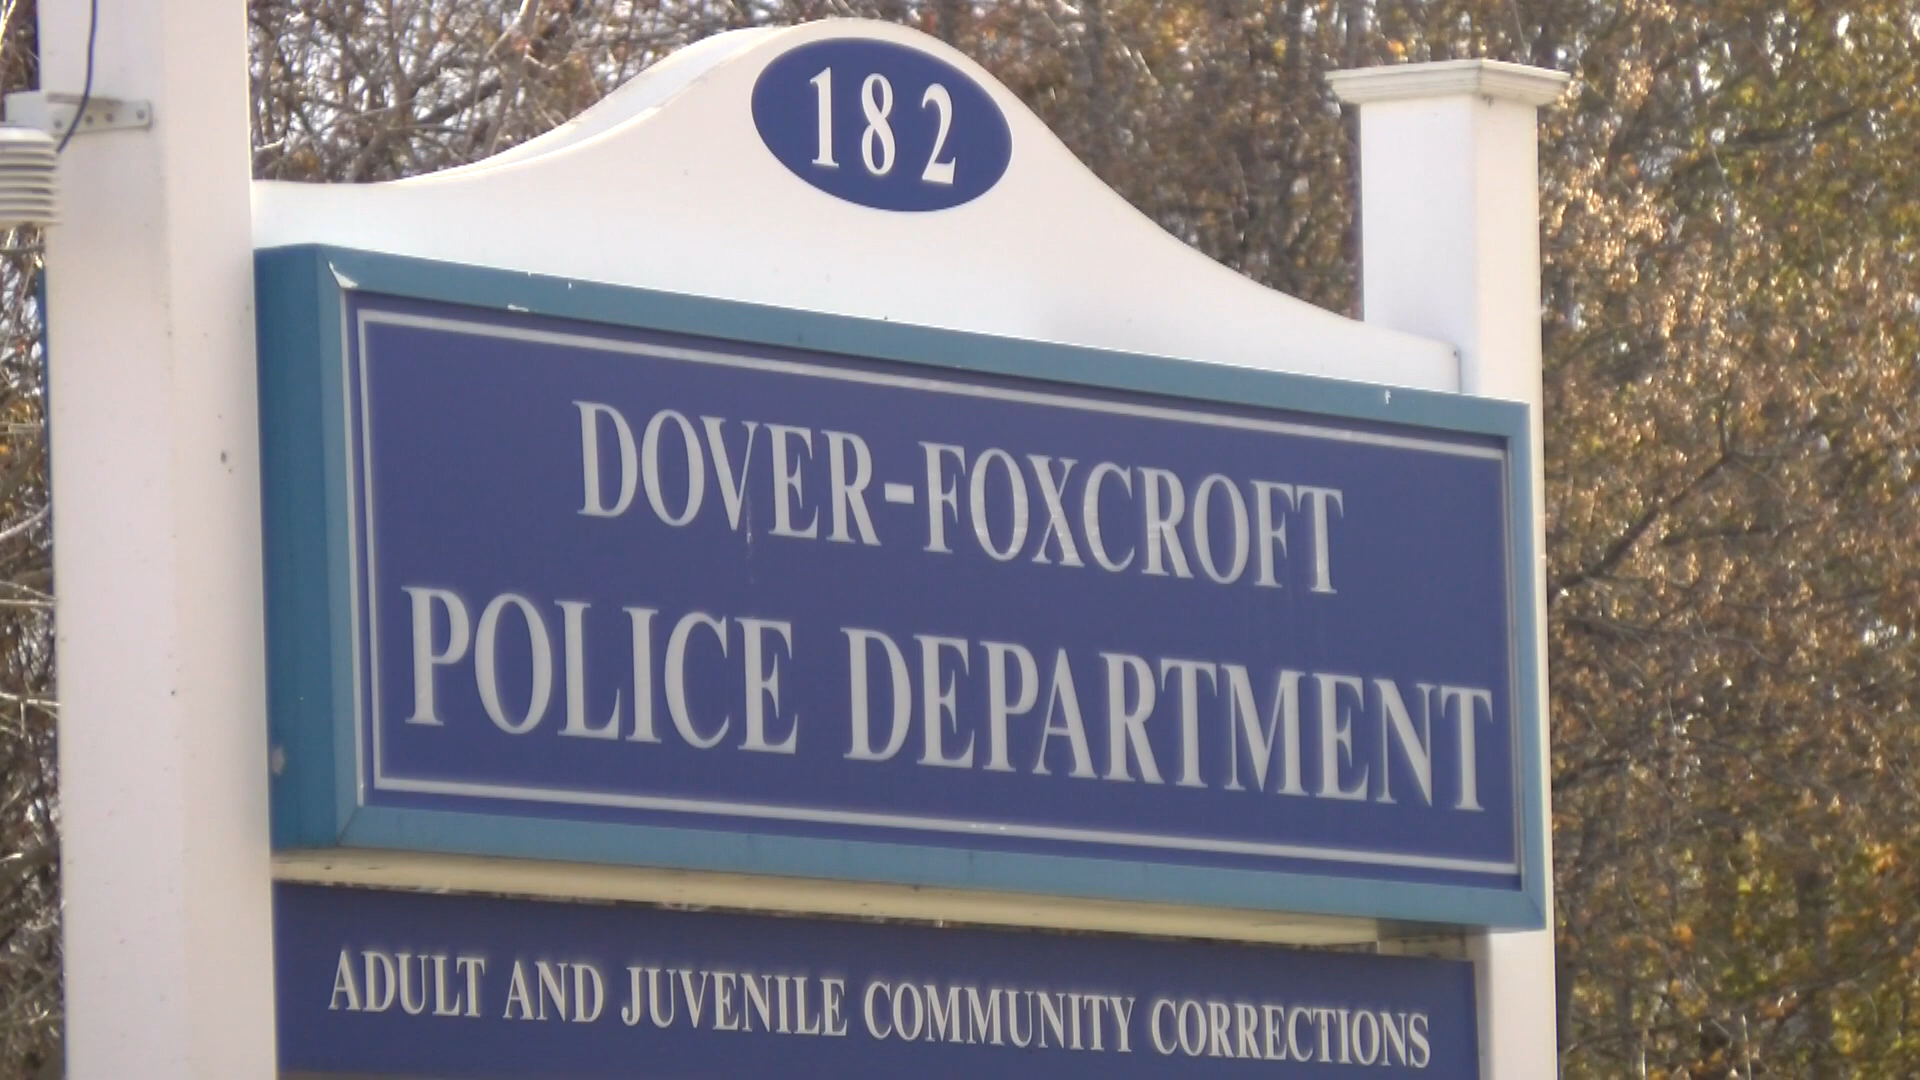 182
DOVER-FOXCROFT
POLICE DEPARTMENT
ADULT AND JUVENILE COMMUNITY CORRECTIONS